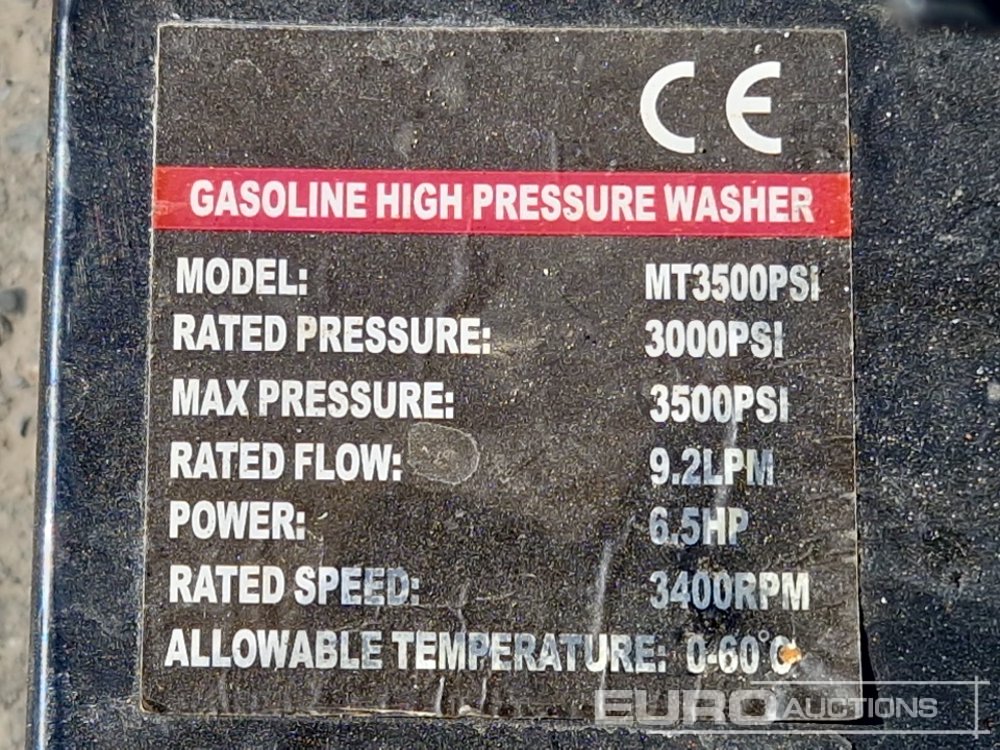 CE
GASOLINE HIGH PRESSURE WASHER
MODEL: MT3500PSi
RATED PRESSURE: 3000PSI
MAX PRESSURE: 3500PSI
RATED FLOW: 9.2LPM
POWER: 6.5HP
RATED SPEED: 3400RPM
ALLOWABLE TEMPERATURE: 0-60°C
EURO AUCTIONS